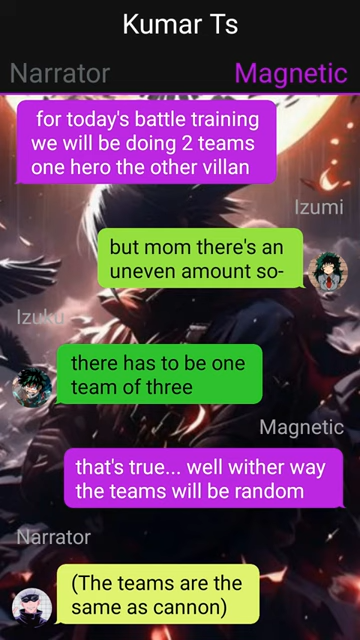 Kumar Ts
Narrator
Magnetic
for today's battle training
we will be doing 2 teams
one hero the other villan
Izumi
but mom there's an
uneven amount so-
Izuku
there has to be one
team of three
Magnetic
that's true... well wither way
the teams will be random
Narrator
(The teams are the
same as cannon)